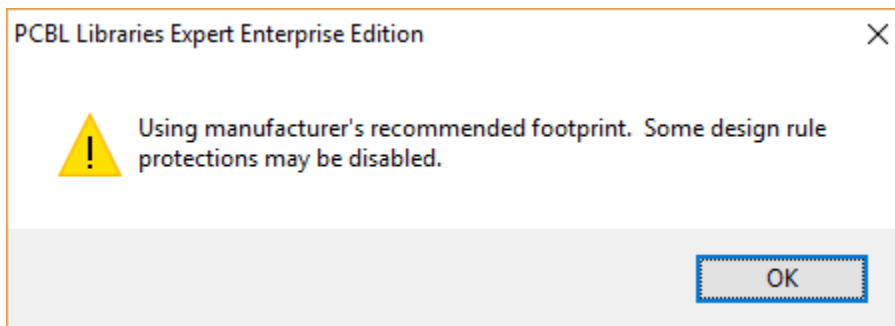 PCBL Libraries Expert Enterprise Edition
Using manufacturer's recommended footprint.  Some design rule
protections may be disabled.
OK